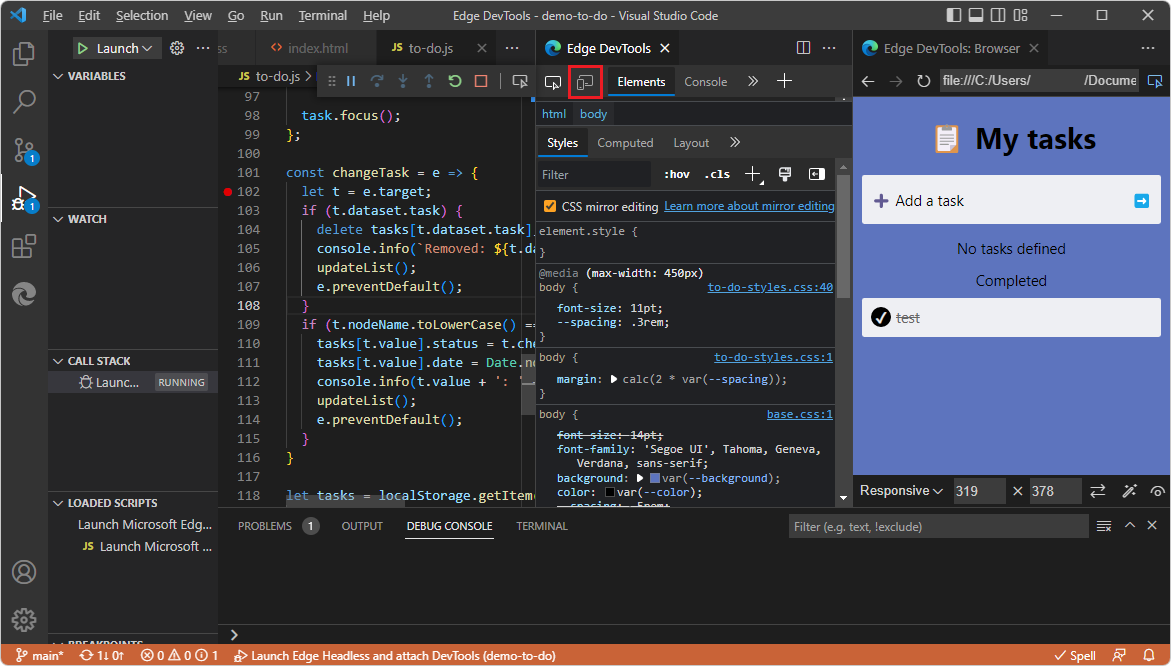 File Edit Selection View Go Run Terminal Help Edge DevTools - demo-to-do - Visual Studio Code
Launch ··· ss <> index.html JS to-do.js ··· Edge DevTools ··· Edge DevTools: Browser ···
VARIABLES
WATCH
CALL STACK
Launc... RUNNING
LOADED SCRIPTS
Launch Microsoft Edg...
JS Launch Microsoft ...
BREAKPOINTS
1
1
JS to-do.js >
97
98 task.focus();
99 };
100
101 const changeTask = e => {
102 let t = e.target;
103 if (t.dataset.task) {
104 delete tasks[t.dataset.task]
105 console.info(`Removed: ${t.da
106 updateList();
107 e.preventDefault();
108 }
109 if (t.nodeName.toLowerCase() ==
110 tasks[t.value].status = t.che
111 tasks[t.value].date = Date.no
112 console.info(t.value + ': '
113 updateList();
114 e.preventDefault();
115 }
116 }
117
118 let tasks = localStorage.getItem(
Elements Console
html body
Styles Computed Layout
Filter :hov .cls
CSS mirror editing Learn more about mirror editing
element.style {
}
@media (max-width: 450px)
body { to-do-styles.css:40
font-size: 11pt;
--spacing: .3rem;
}
body { to-do-styles.css:1
margin: calc(2 * var(--spacing));
}
body { base.css:1
font-size: 14pt;
font-family: 'Segoe UI', Tahoma, Geneva,
Verdana, sans-serif;
background: var(--background);
color: var(--color);
--spacing: .5rem;
file:///C:/Users/ /Docume
My tasks
Add a task
No tasks defined
Completed
test
Responsive 319 × 378
PROBLEMS 1 OUTPUT DEBUG CONSOLE TERMINAL Filter (e.g. text, !exclude)
>
main* 1↓ 0↑ 0 0 1 Launch Edge Headless and attach DevTools (demo-to-do) Spell